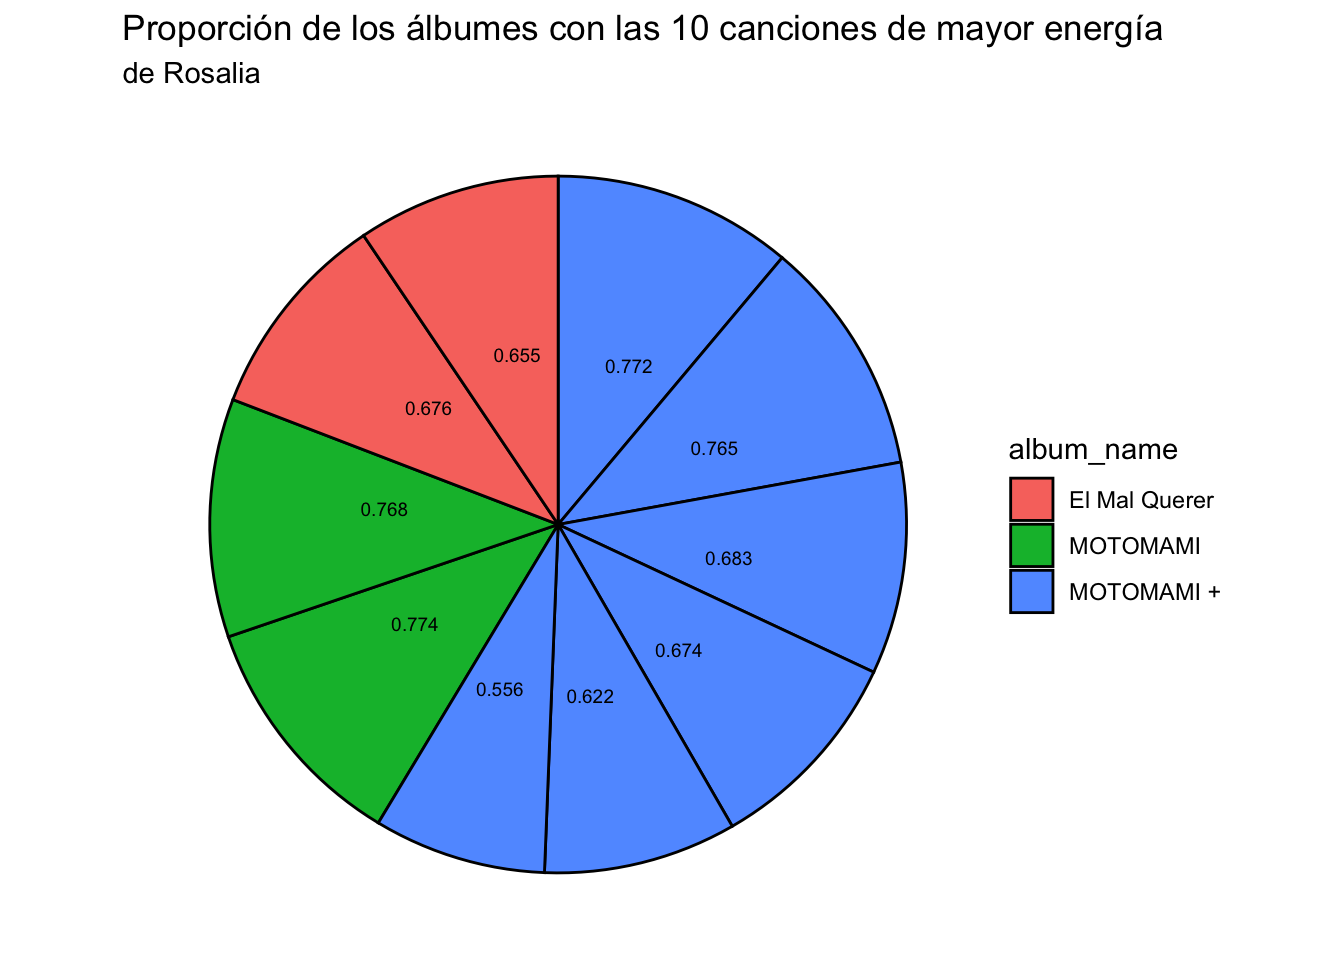 Proporción de los álbumes con las 10 canciones de mayor energía
de Rosalia
0.655
0.772
0.676
0.765
0.768
0.683
0.774
0.674
0.556
0.622
album_name
El Mal Querer
MOTOMAMI
MOTOMAMI +